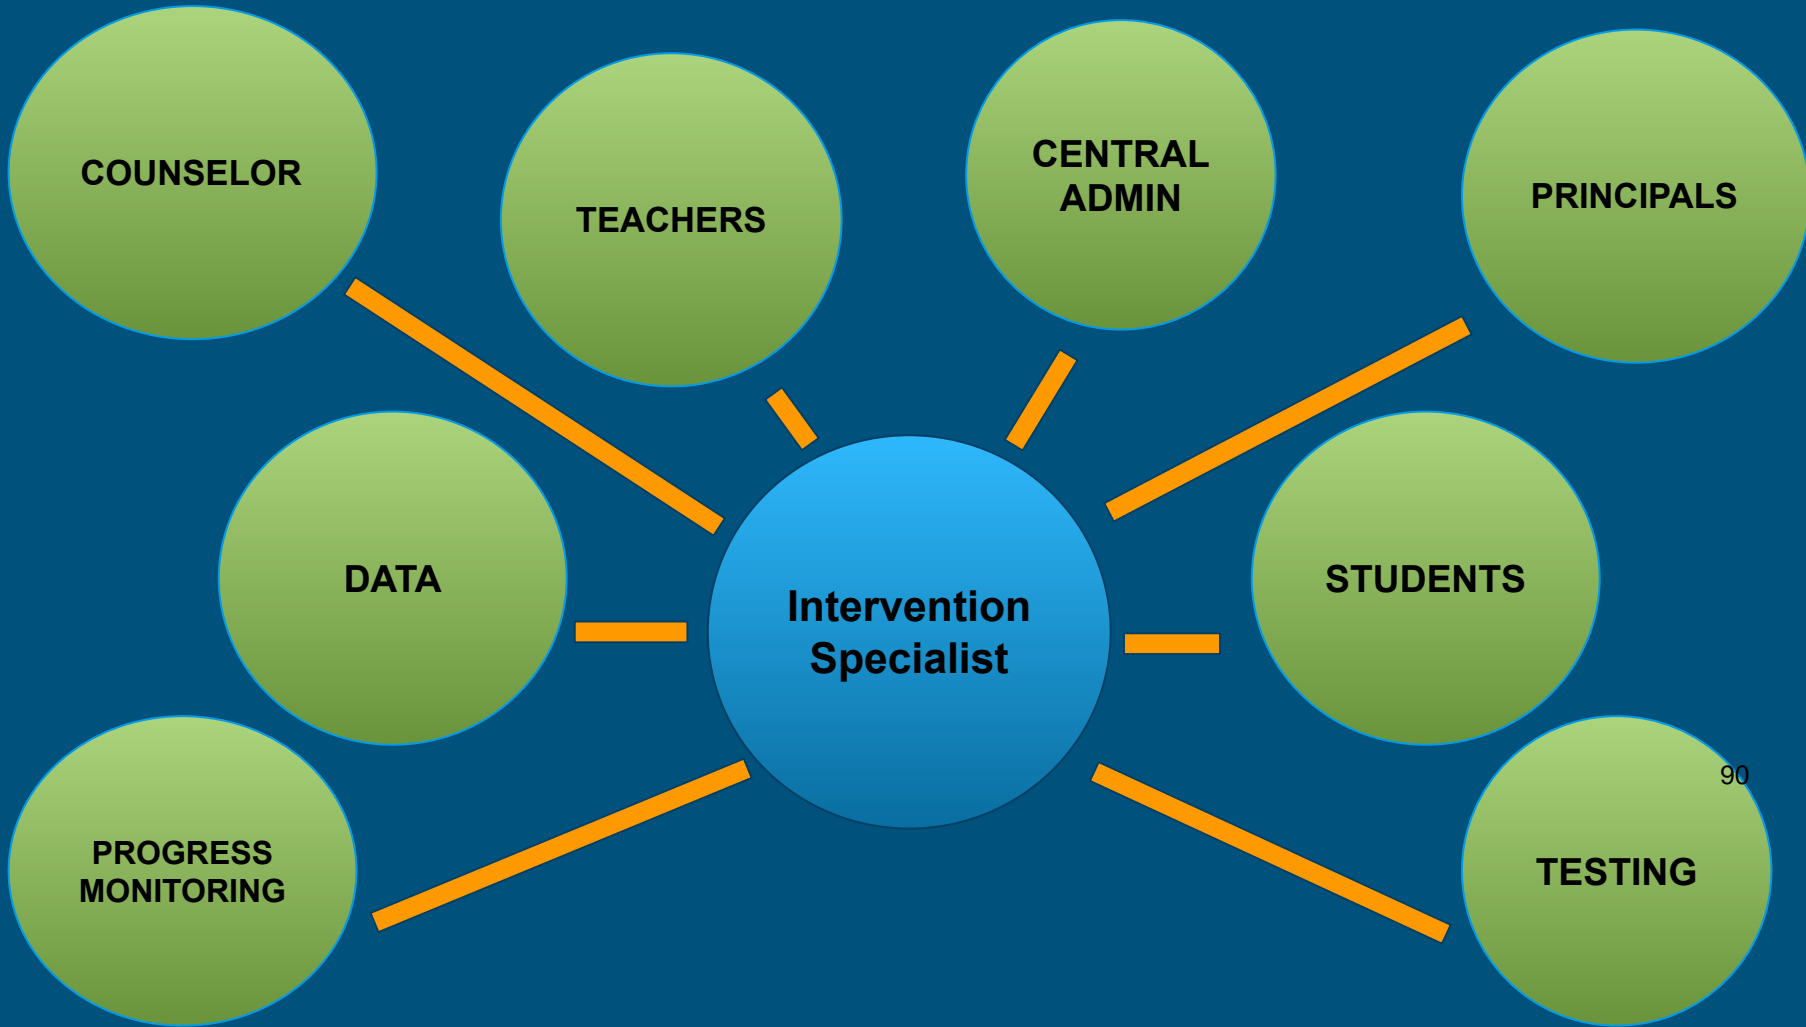 COUNSELOR
TEACHERS
CENTRAL
ADMIN
PRINCIPALS
DATA
Intervention
Specialist
STUDENTS
PROGRESS
MONITORING
TESTING
90